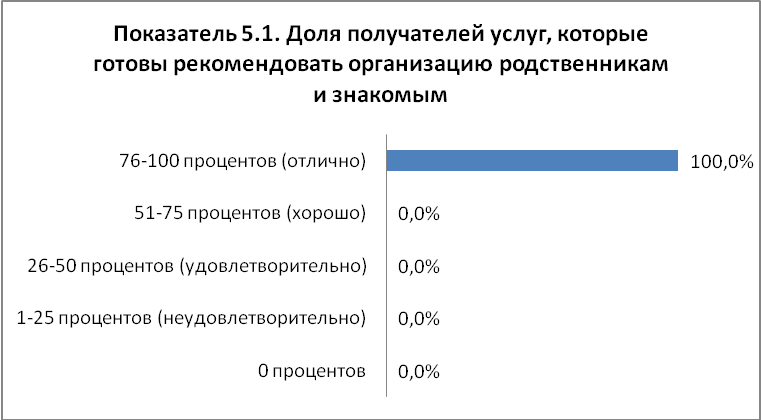 Показатель 5.1. Доля получателей услуг, которые
готовы рекомендовать организацию родственникам
и знакомым
76-100 процентов (отлично) 100,0%
51-75 процентов (хорошо) 0,0%
26-50 процентов (удовлетворительно) 0,0%
1-25 процентов (неудовлетворительно) 0,0%
0 процентов 0,0%